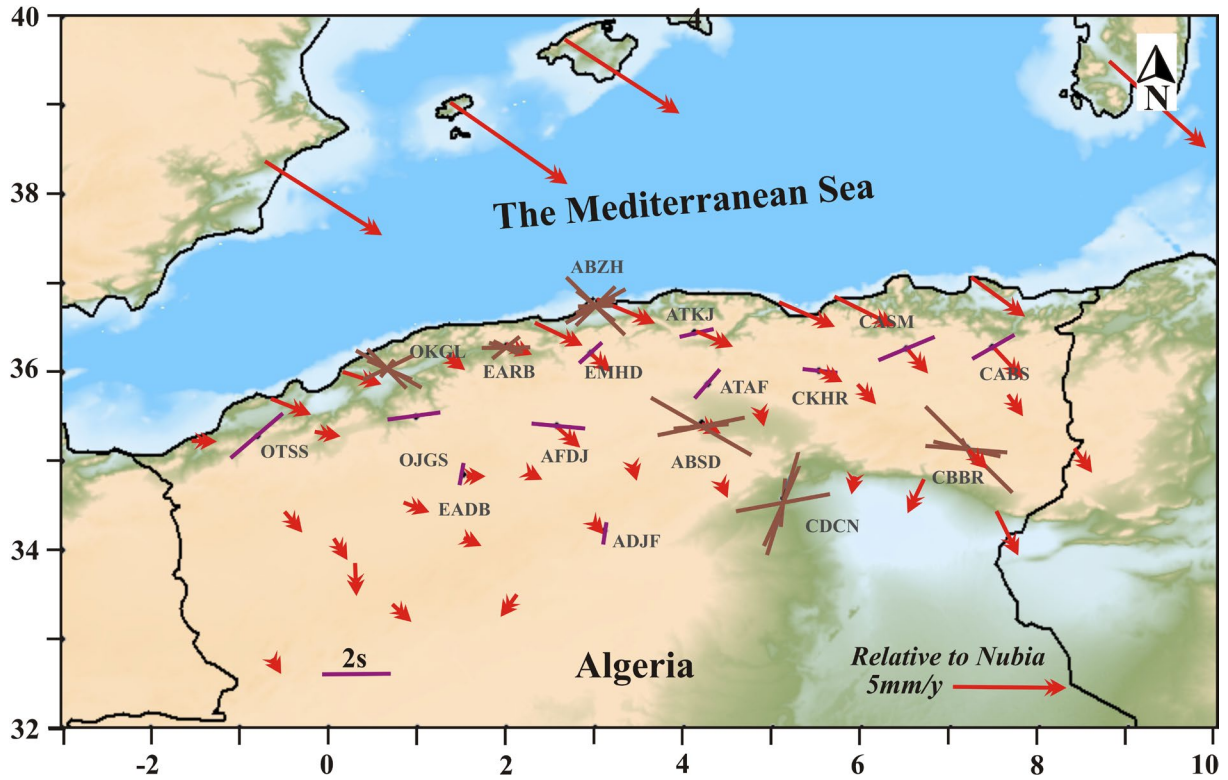 40
4
N
38
The Mediterranean Sea
ABZH
ATKJ
CASM
36
OKGL
EARB
EMHD
ATAF
CKHR
CABS
OTSS
OJGS
AFDJ
ABSD
CBBR
EADB
ADJF
CDCN
34
2s
Algeria
Relative to Nubia
5mm/y
32
-2
0
2
4
6
8
10